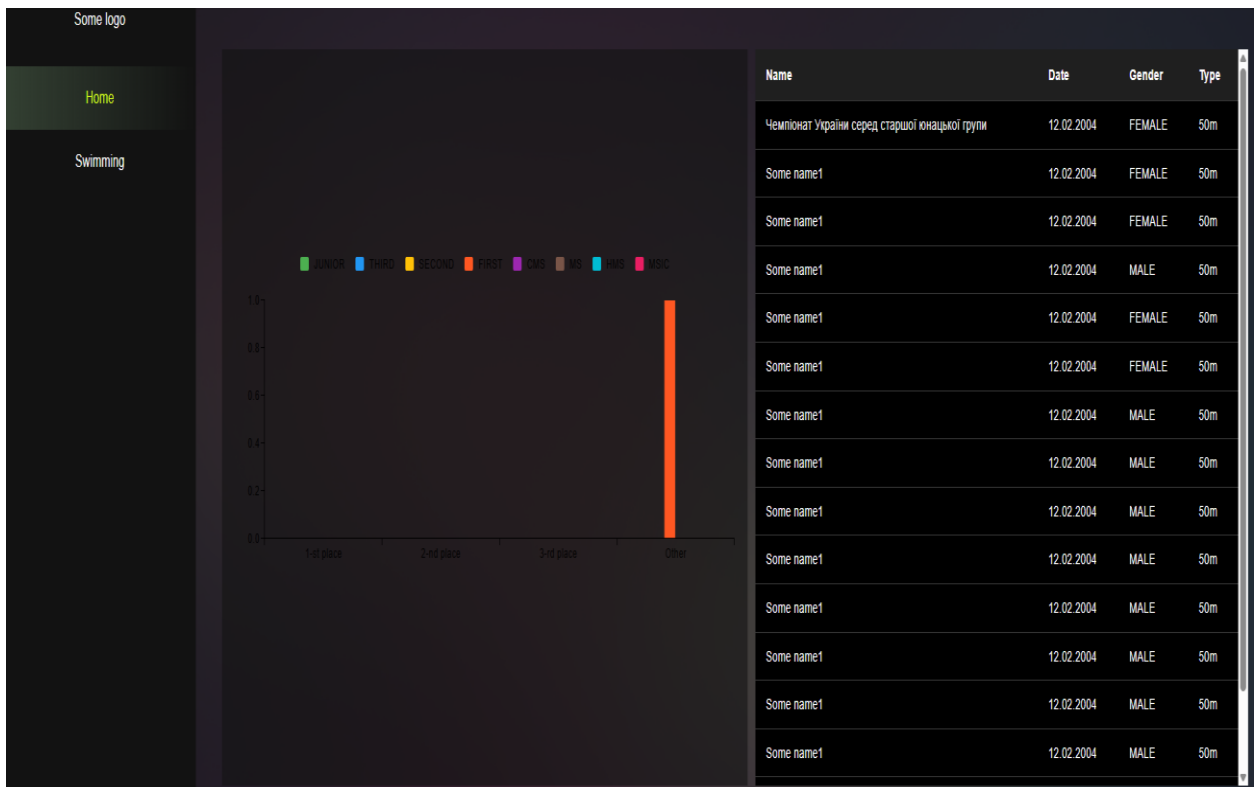 Some logo
Home
Swimming
JUNIOR THIRD SECOND FIRST CMS MS HMS MSIC
1.0
0.8
0.6
0.4
0.2
0.0
1-rd place 2-nd place 3-rd place Other
Name Date Gender Type
Чемпіонат України серед старшої юнацької групи 12.02.2004 FEMALE 50m
Some name1 12.02.2004 FEMALE 50m
Some name1 12.02.2004 FEMALE 50m
Some name1 12.02.2004 MALE 50m
Some name1 12.02.2004 FEMALE 50m
Some name1 12.02.2004 FEMALE 50m
Some name1 12.02.2004 MALE 50m
Some name1 12.02.2004 MALE 50m
Some name1 12.02.2004 MALE 50m
Some name1 12.02.2004 MALE 50m
Some name1 12.02.2004 MALE 50m
Some name1 12.02.2004 MALE 50m
Some name1 12.02.2004 MALE 50m
Some name1 12.02.2004 MALE 50m